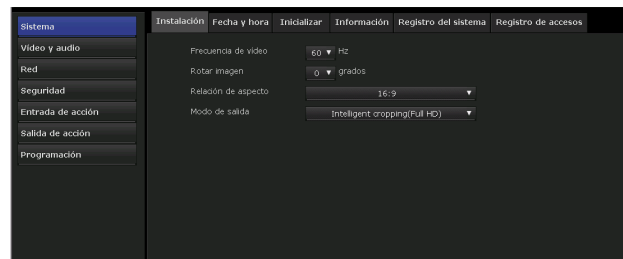 Sistema
Vídeo y audio
Red
Seguridad
Entrada de acción
Salida de acción
Programación
Instalación Fecha y hora Inicializar Información Registro del sistema Registro de accesos
Frecuencia de vídeo 60 ▼ Hz
Rotar imagen 0 ▼ grados
Relación de aspecto 16:9 ▼
Modo de salida Intelligent cropping(Full HD) ▼